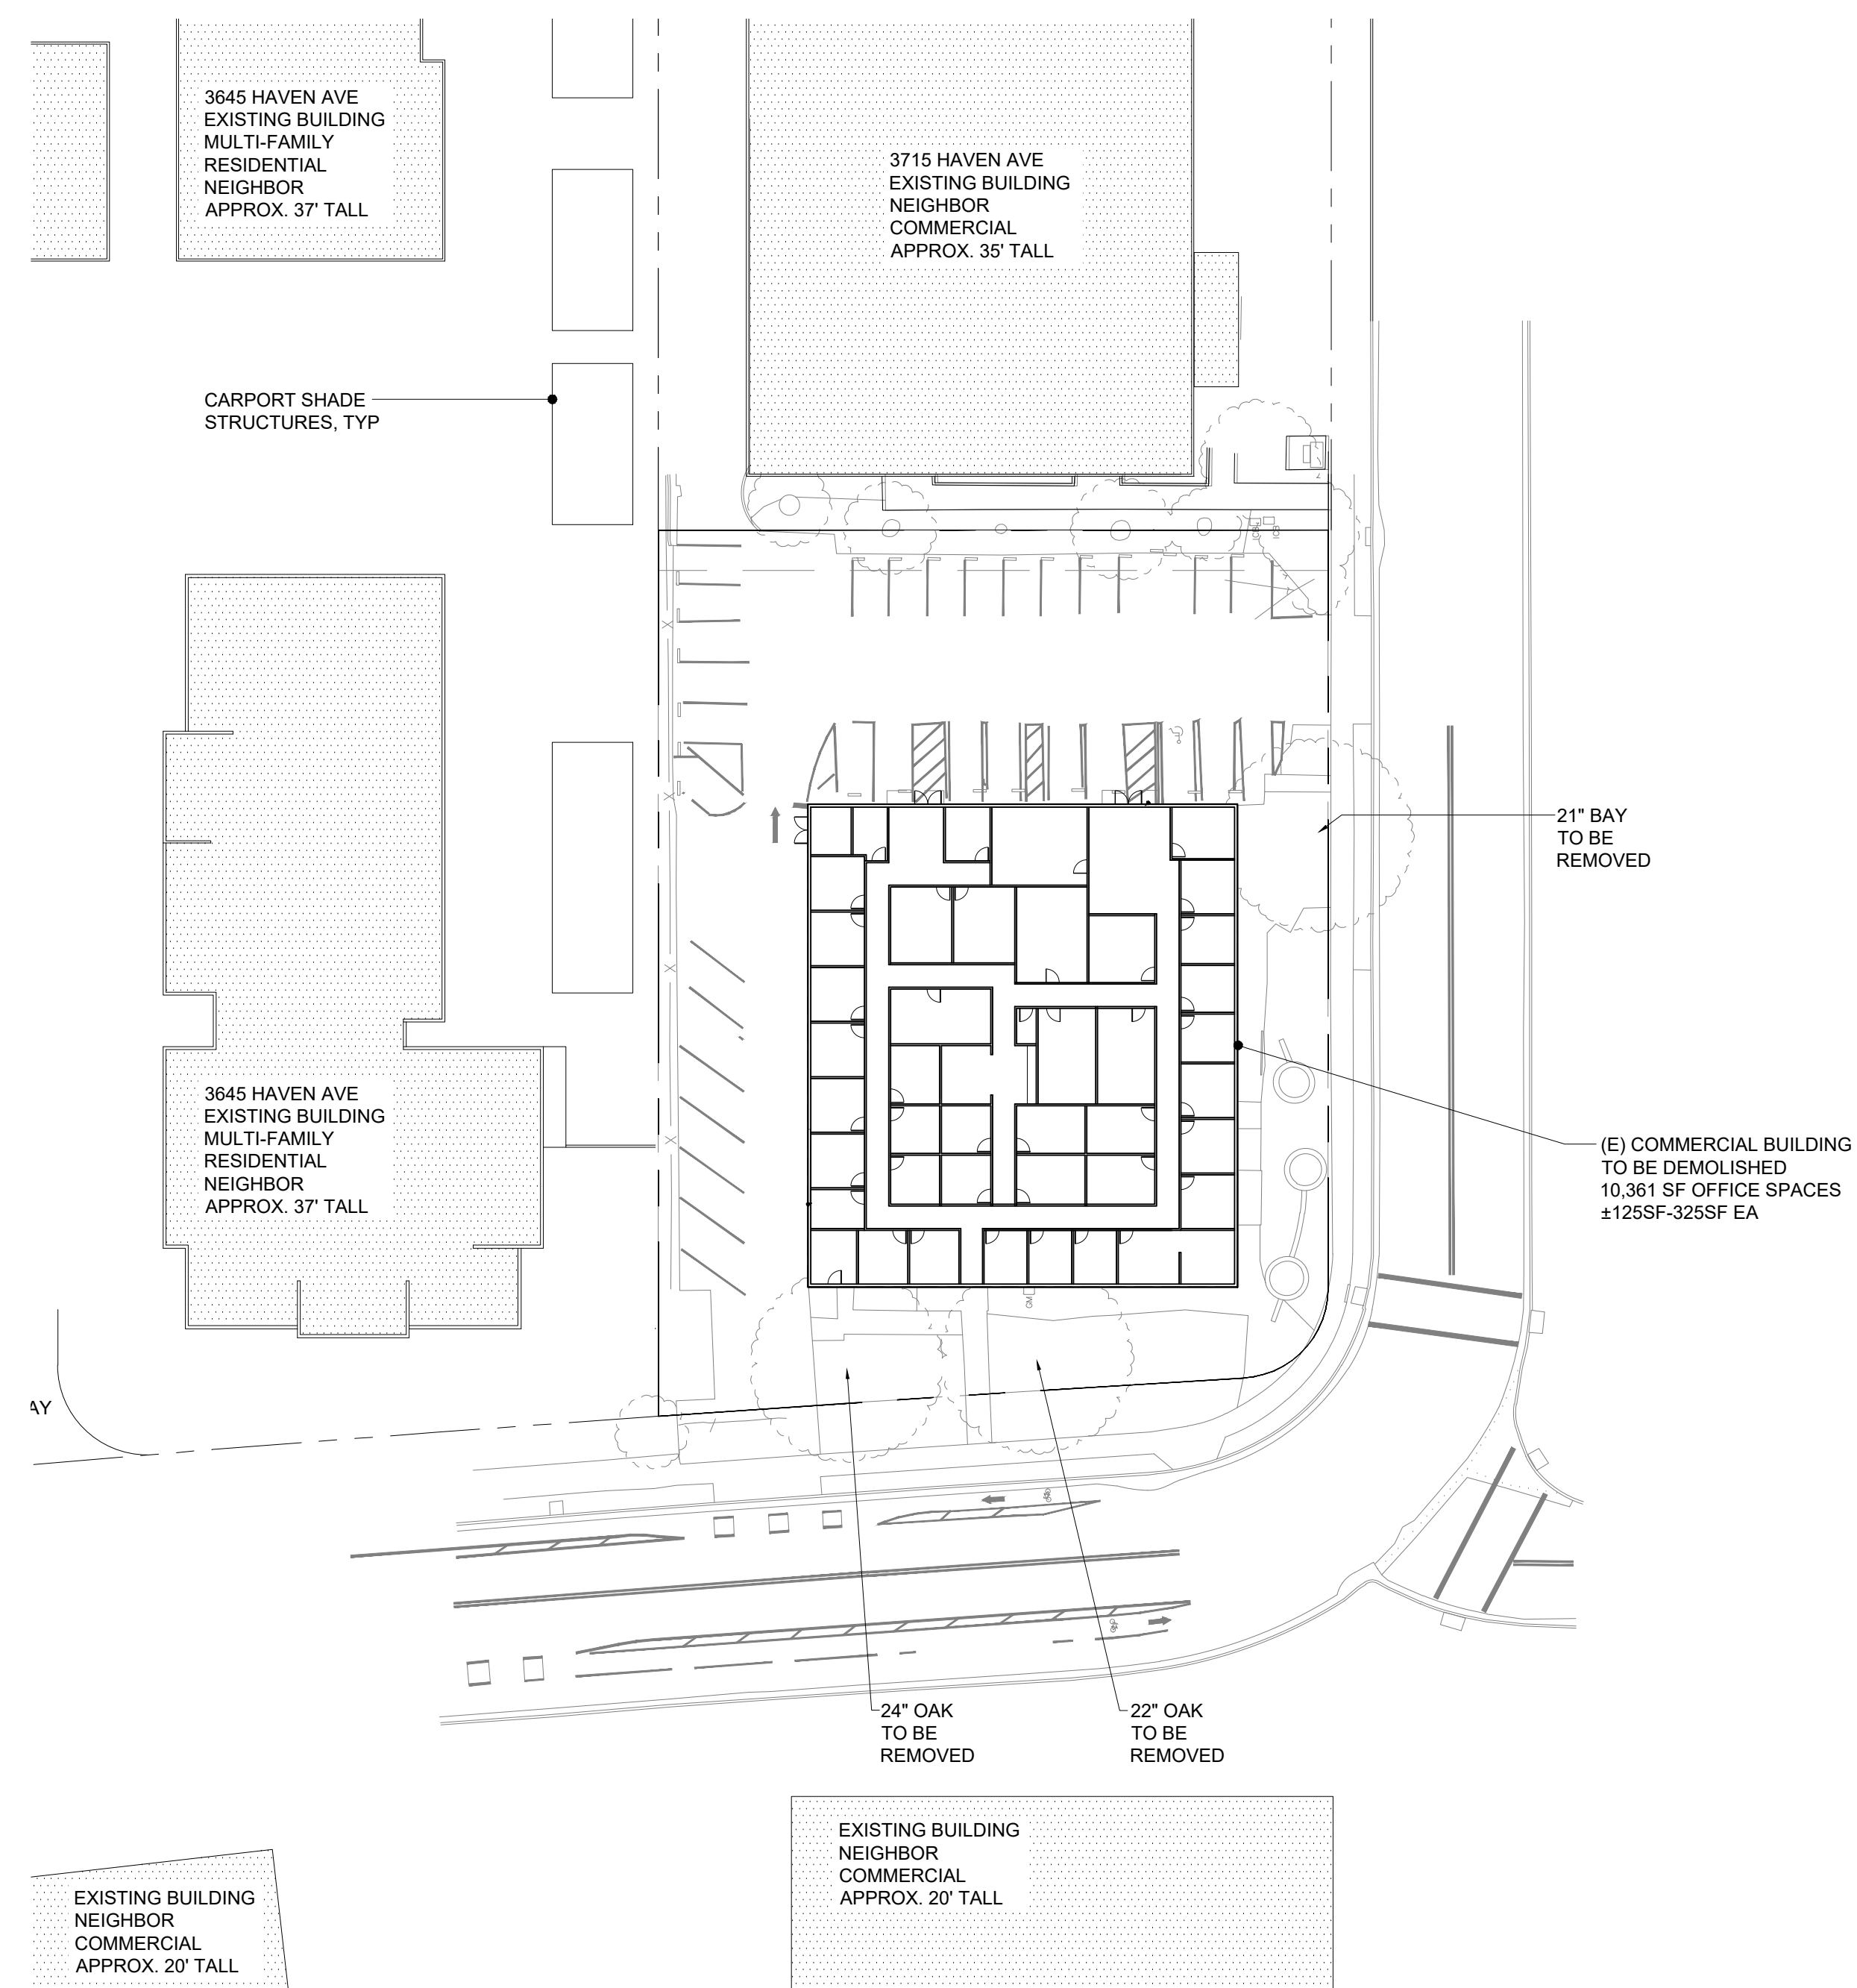 3645 HAVEN AVE
EXISTING BUILDING
MULTI-FAMILY
RESIDENTIAL
NEIGHBOR
APPROX. 37' TALL
3715 HAVEN AVE
EXISTING BUILDING
NEIGHBOR
COMMERCIAL
APPROX. 35' TALL
CARPORT SHADE
STRUCTURES, TYP
ICB
ICB
21" BAY
TO BE
REMOVED
3645 HAVEN AVE
EXISTING BUILDING
MULTI-FAMILY
RESIDENTIAL
NEIGHBOR
APPROX. 37' TALL
(E) COMMERCIAL BUILDING
TO BE DEMOLISHED
10,361 SF OFFICE SPACES
±125SF-325SF EA
GM
AY
24" OAK
TO BE
REMOVED
22" OAK
TO BE
REMOVED
EXISTING BUILDING
NEIGHBOR
COMMERCIAL
APPROX. 20' TALL
EXISTING BUILDING
NEIGHBOR
COMMERCIAL
APPROX. 20' TALL